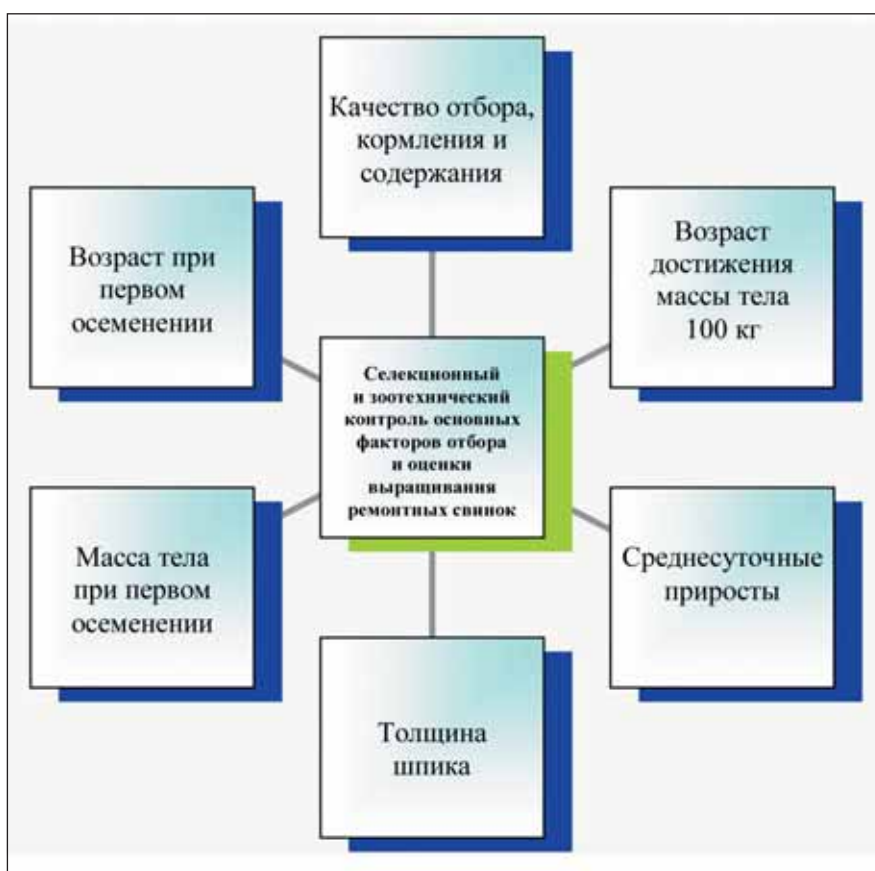 Качество отбора,
кормления и
содержания
Возраст при
первом
осеменении
Возраст
достижения
массы тела
100 кг
Селекционный
и зоотехнический
контроль основных
факторов отбора
и оценки
выращивания
ремонтных свинок
Масса тела
при первом
осеменении
Среднесуточные
приросты
Толщина
шпика